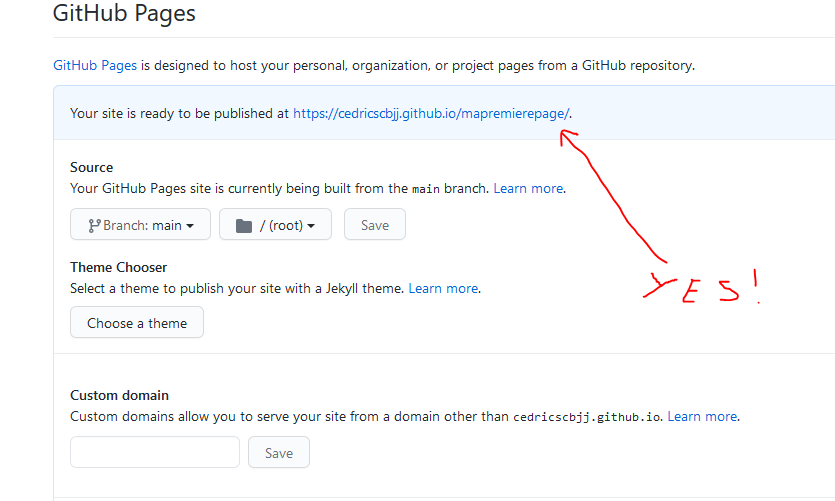 GitHub Pages
GitHub Pages is designed to host your personal, organization, or project pages from a GitHub repository.
Your site is ready to be published at https://cedricscbjj.github.io/mapremierepage/.
Source
Your GitHub Pages site is currently being built from the main branch. Learn more.
Branch: main
/ (root)
Save
YES!
Theme Chooser
Select a theme to publish your site with a Jekyll theme. Learn more.
Choose a theme
Custom domain
Custom domains allow you to serve your site from a domain other than cedricscbjj.github.io. Learn more.
Save